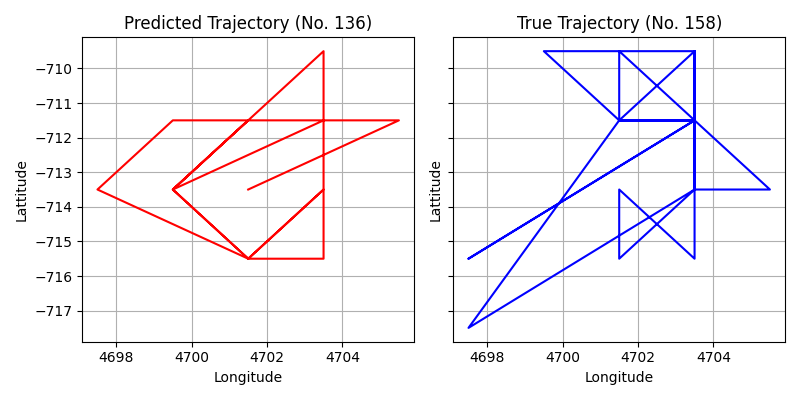 Predicted Trajectory (No. 136)
True Trajectory (No. 158)
−710
−711
−712
−713
−714
−715
−716
−717
Lattitude
Lattitude
4698
4700
4702
4704
4698
4700
4702
4704
Longitude
Longitude